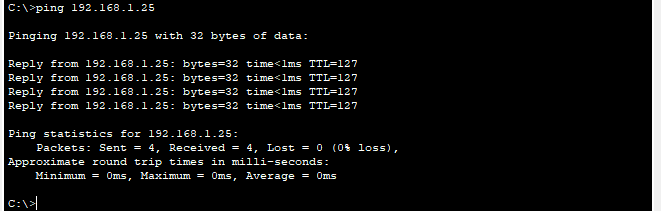 C:\>ping 192.168.1.25
Pinging 192.168.1.25 with 32 bytes of data:
Reply from 192.168.1.25: bytes=32 time<1ms TTL=127
Reply from 192.168.1.25: bytes=32 time<1ms TTL=127
Reply from 192.168.1.25: bytes=32 time<1ms TTL=127
Reply from 192.168.1.25: bytes=32 time<1ms TTL=127
Ping statistics for 192.168.1.25:
    Packets: Sent = 4, Received = 4, Lost = 0 (0% loss),
Approximate round trip times in milli-seconds:
    Minimum = 0ms, Maximum = 0ms, Average = 0ms
C:\>